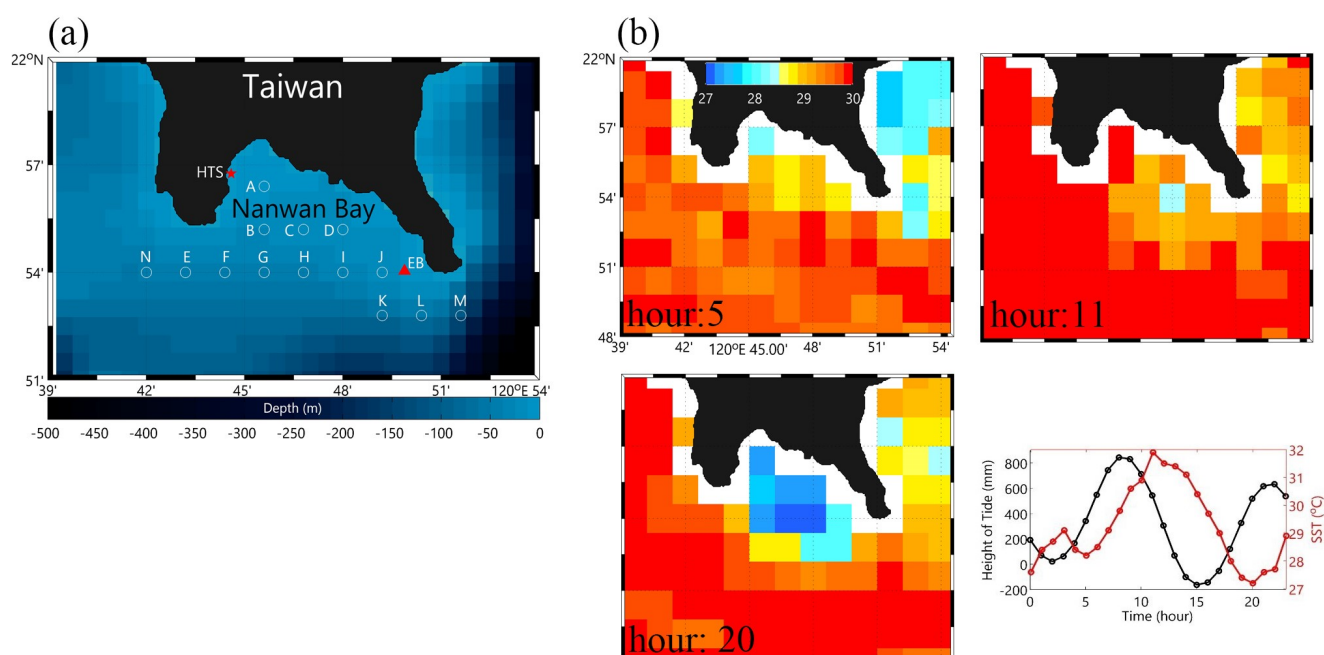 (a)
22°N
Taiwan
57'
HTS
A
Nanwan Bay
B C D
N E F G H I J EB
54'
K L M
51'
39' 42' 45' 48' 120°E 54'
Depth (m)
-500 -450 -400 -350 -300 -250 -200 -150 -100 -50 0
(b)
22°N
27 28 29 30
57'
54'
51'
hour:5
48'
39' 42' 120°E 45.00' 48' 51' 54'
hour:11
hour: 20
Height of Tide (mm)
800
600
400
200
0
-200
0 5 10 15 20
Time (hour)
32
31
30
29
28
27
SST (°C)